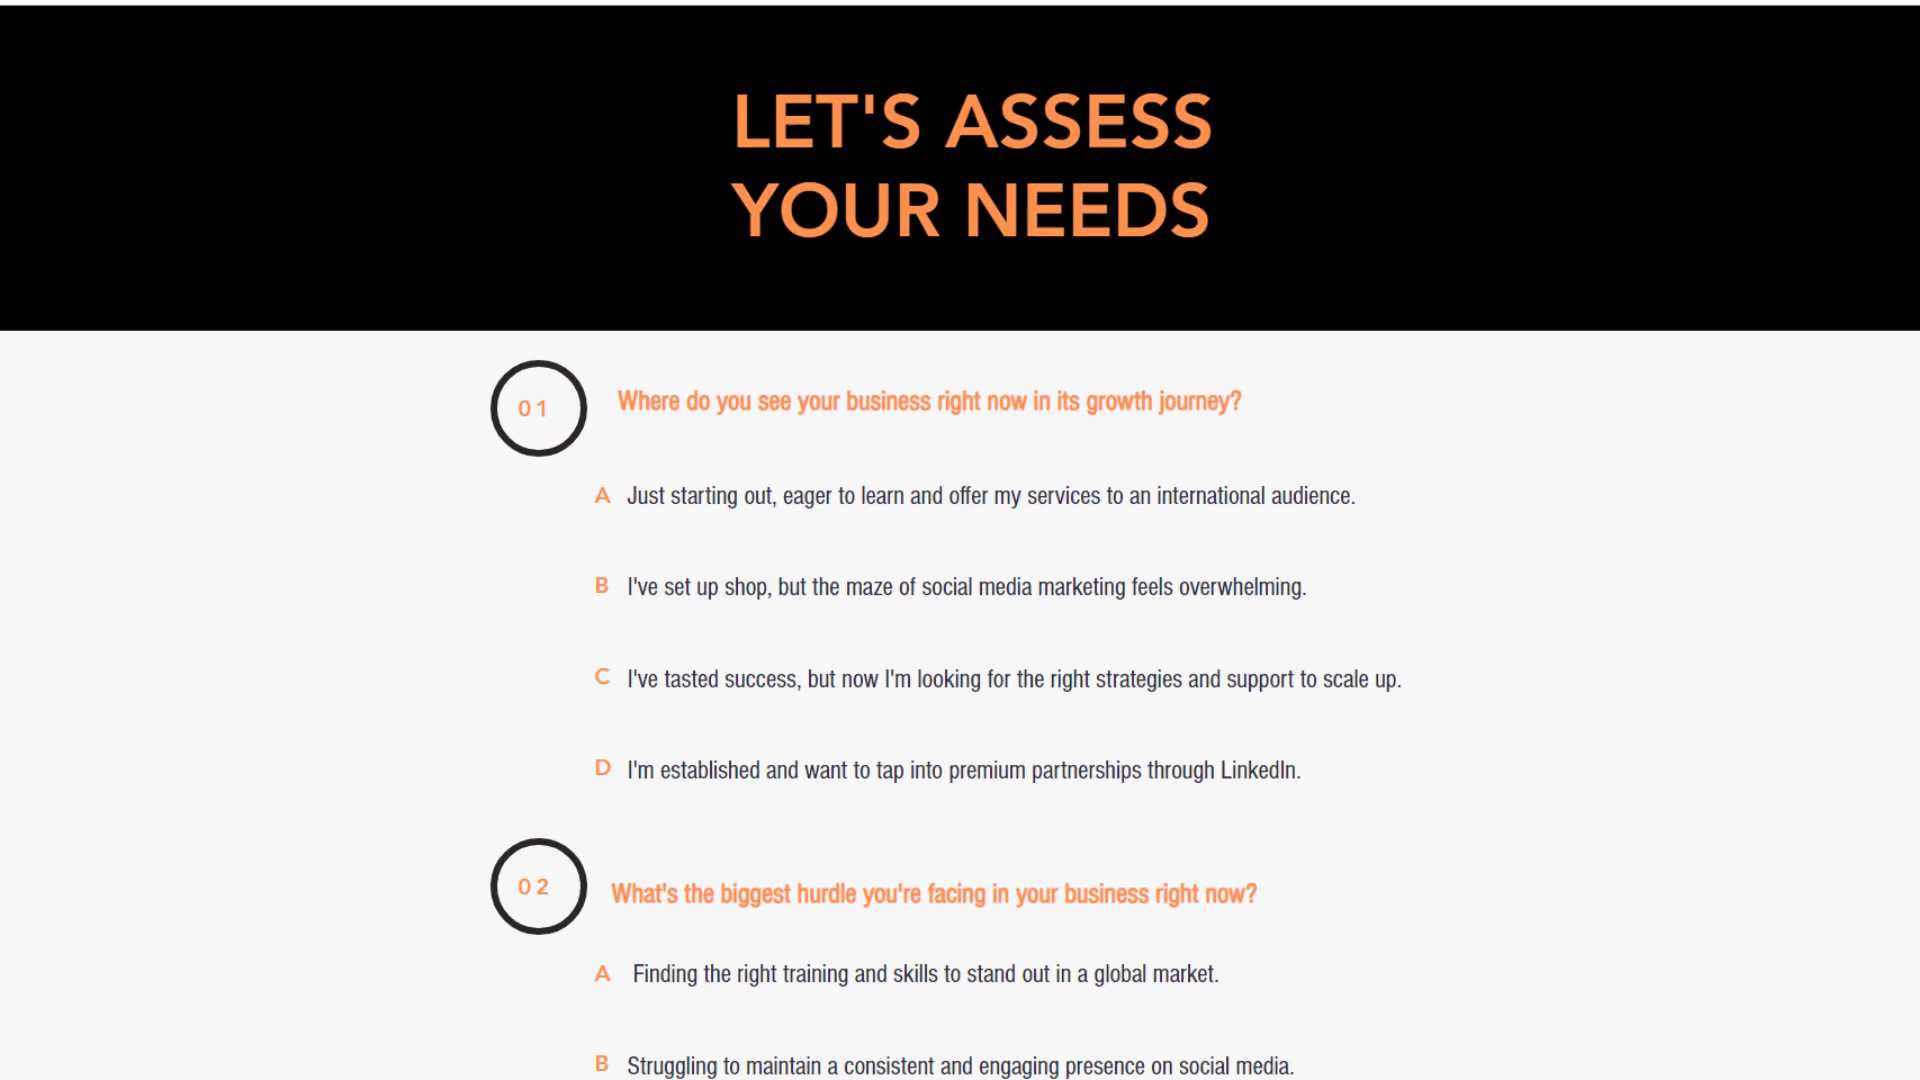 LET'S ASSESS
YOUR NEEDS
01 Where do you see your business right now in its growth journey?
A Just starting out, eager to learn and offer my services to an international audience.
B I've set up shop, but the maze of social media marketing feels overwhelming.
C I've tasted success, but now I'm looking for the right strategies and support to scale up.
D I'm established and want to tap into premium partnerships through LinkedIn.
02 What's the biggest hurdle you're facing in your business right now?
A Finding the right training and skills to stand out in a global market.
B Struggling to maintain a consistent and engaging presence on social media.